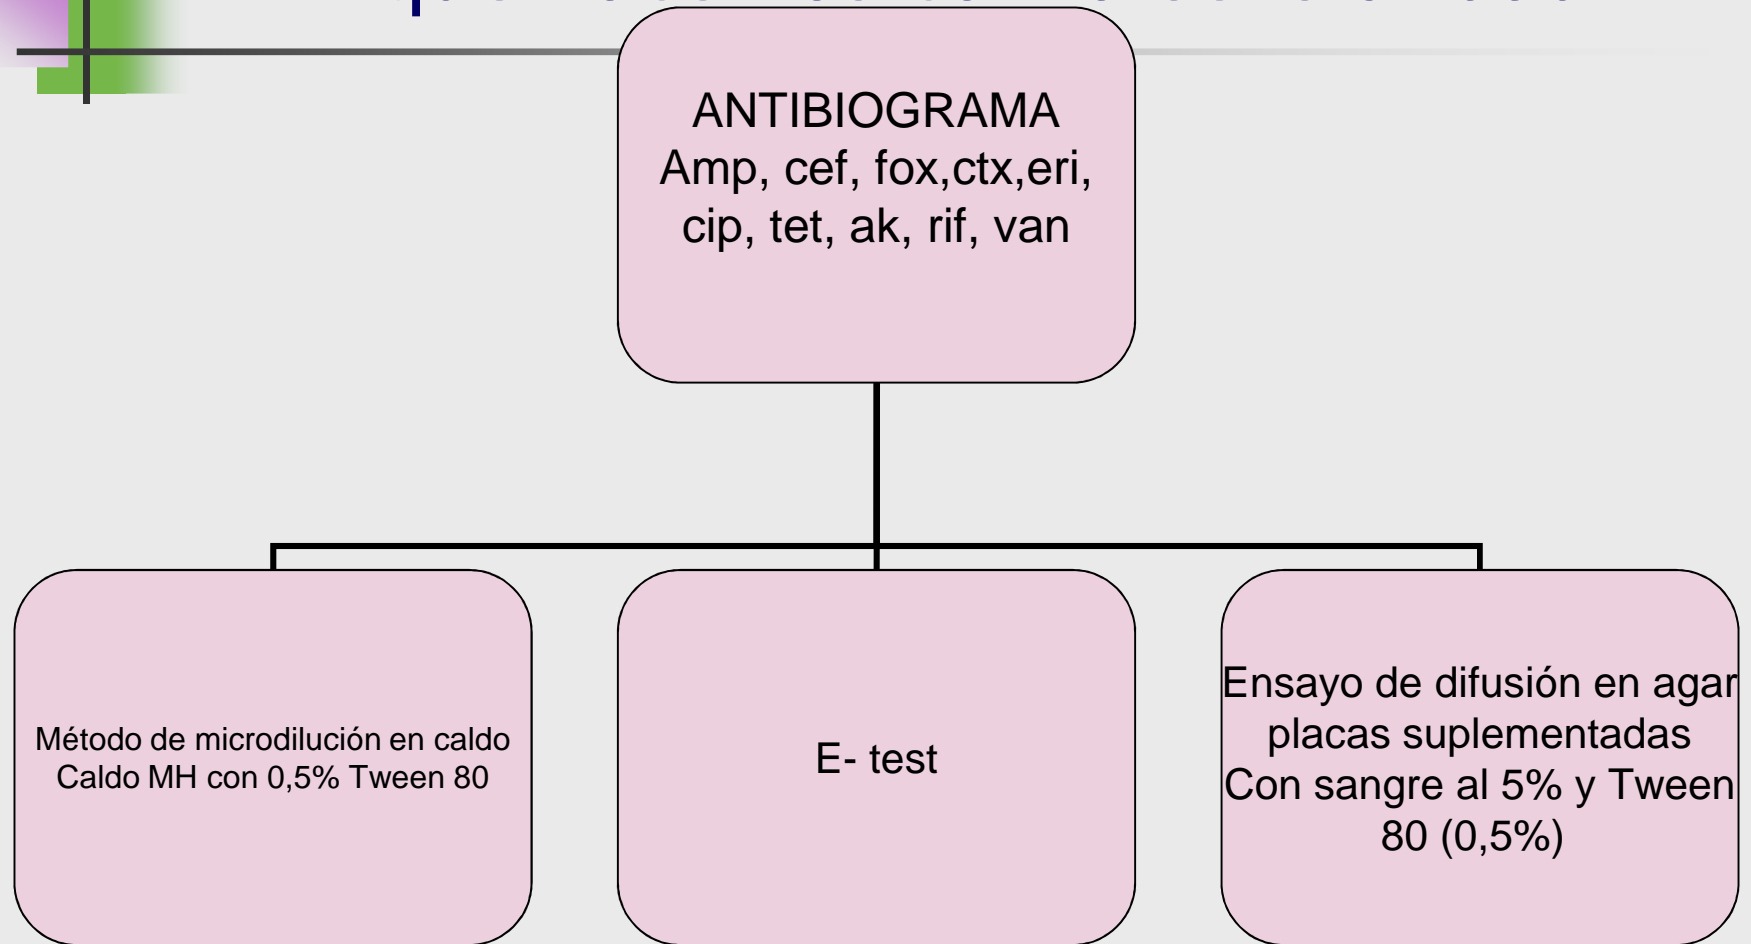 ANTIBIOGRAMA
Amp, cef, fox,ctx,eri,
cip, tet, ak, rif, van
Método de microdilución en caldo
Caldo MH con 0,5% Tween 80
E- test
Ensayo de difusión en agar
placas suplementadas
Con sangre al 5% y Tween
80 (0,5%)